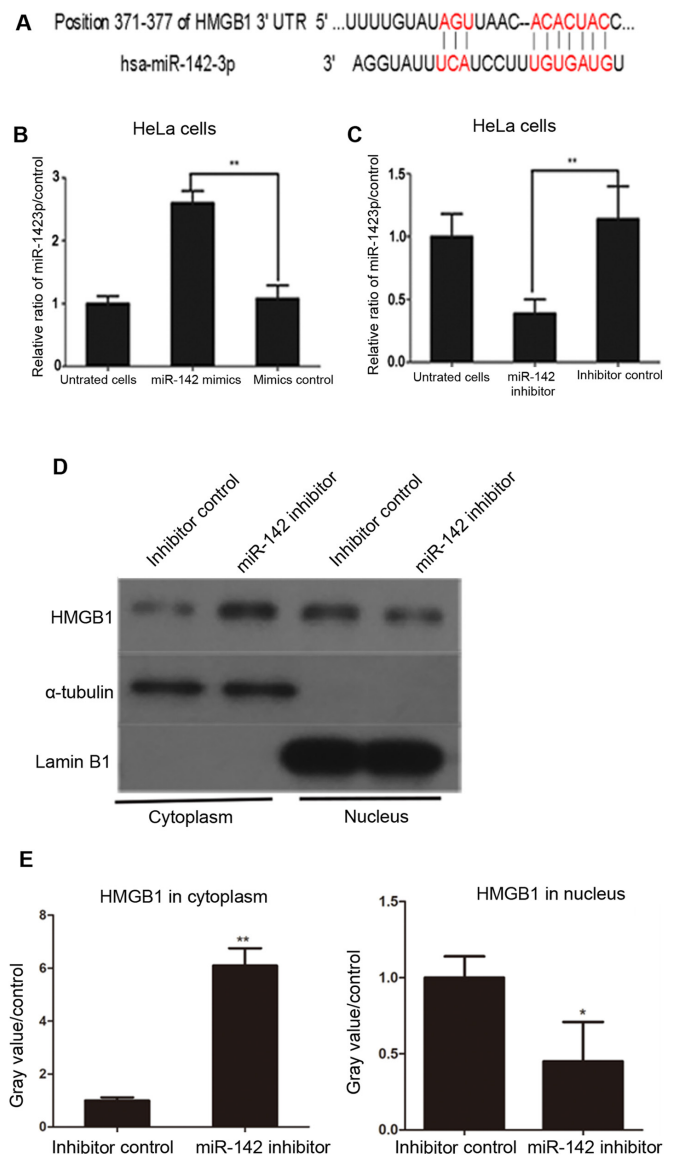 A
Position 371-377 of HMGB1 3' UTR 5' ...UUUUGUAUAGUUUAAC--ACACUACC...
hsa-miR-142-3p 3' AGGUAUUUCAUCCUUUGUGAUGU
B
HeLa cells
Relative ratio of miR-1423p/control
3
2
1
0
**
Untrated cells miR-142 mimics Mimics control
C
HeLa cells
Relative ratio of miR-1423p/control
1.5
1.0
0.5
0.0
**
Untrated cells miR-142 inhibitor Inhibitor control
D
Inhibitor control miR-142 inhibitor Inhibitor control miR-142 inhibitor
HMGB1
α-tubulin
Lamin B1
Cytoplasm Nucleus
E
HMGB1 in cytoplasm
Gray value/control
8
6
4
2
0
**
Inhibitor control miR-142 inhibitor
HMGB1 in nucleus
Gray value/control
1.5
1.0
0.5
0.0
*
Inhibitor control miR-142 inhibitor